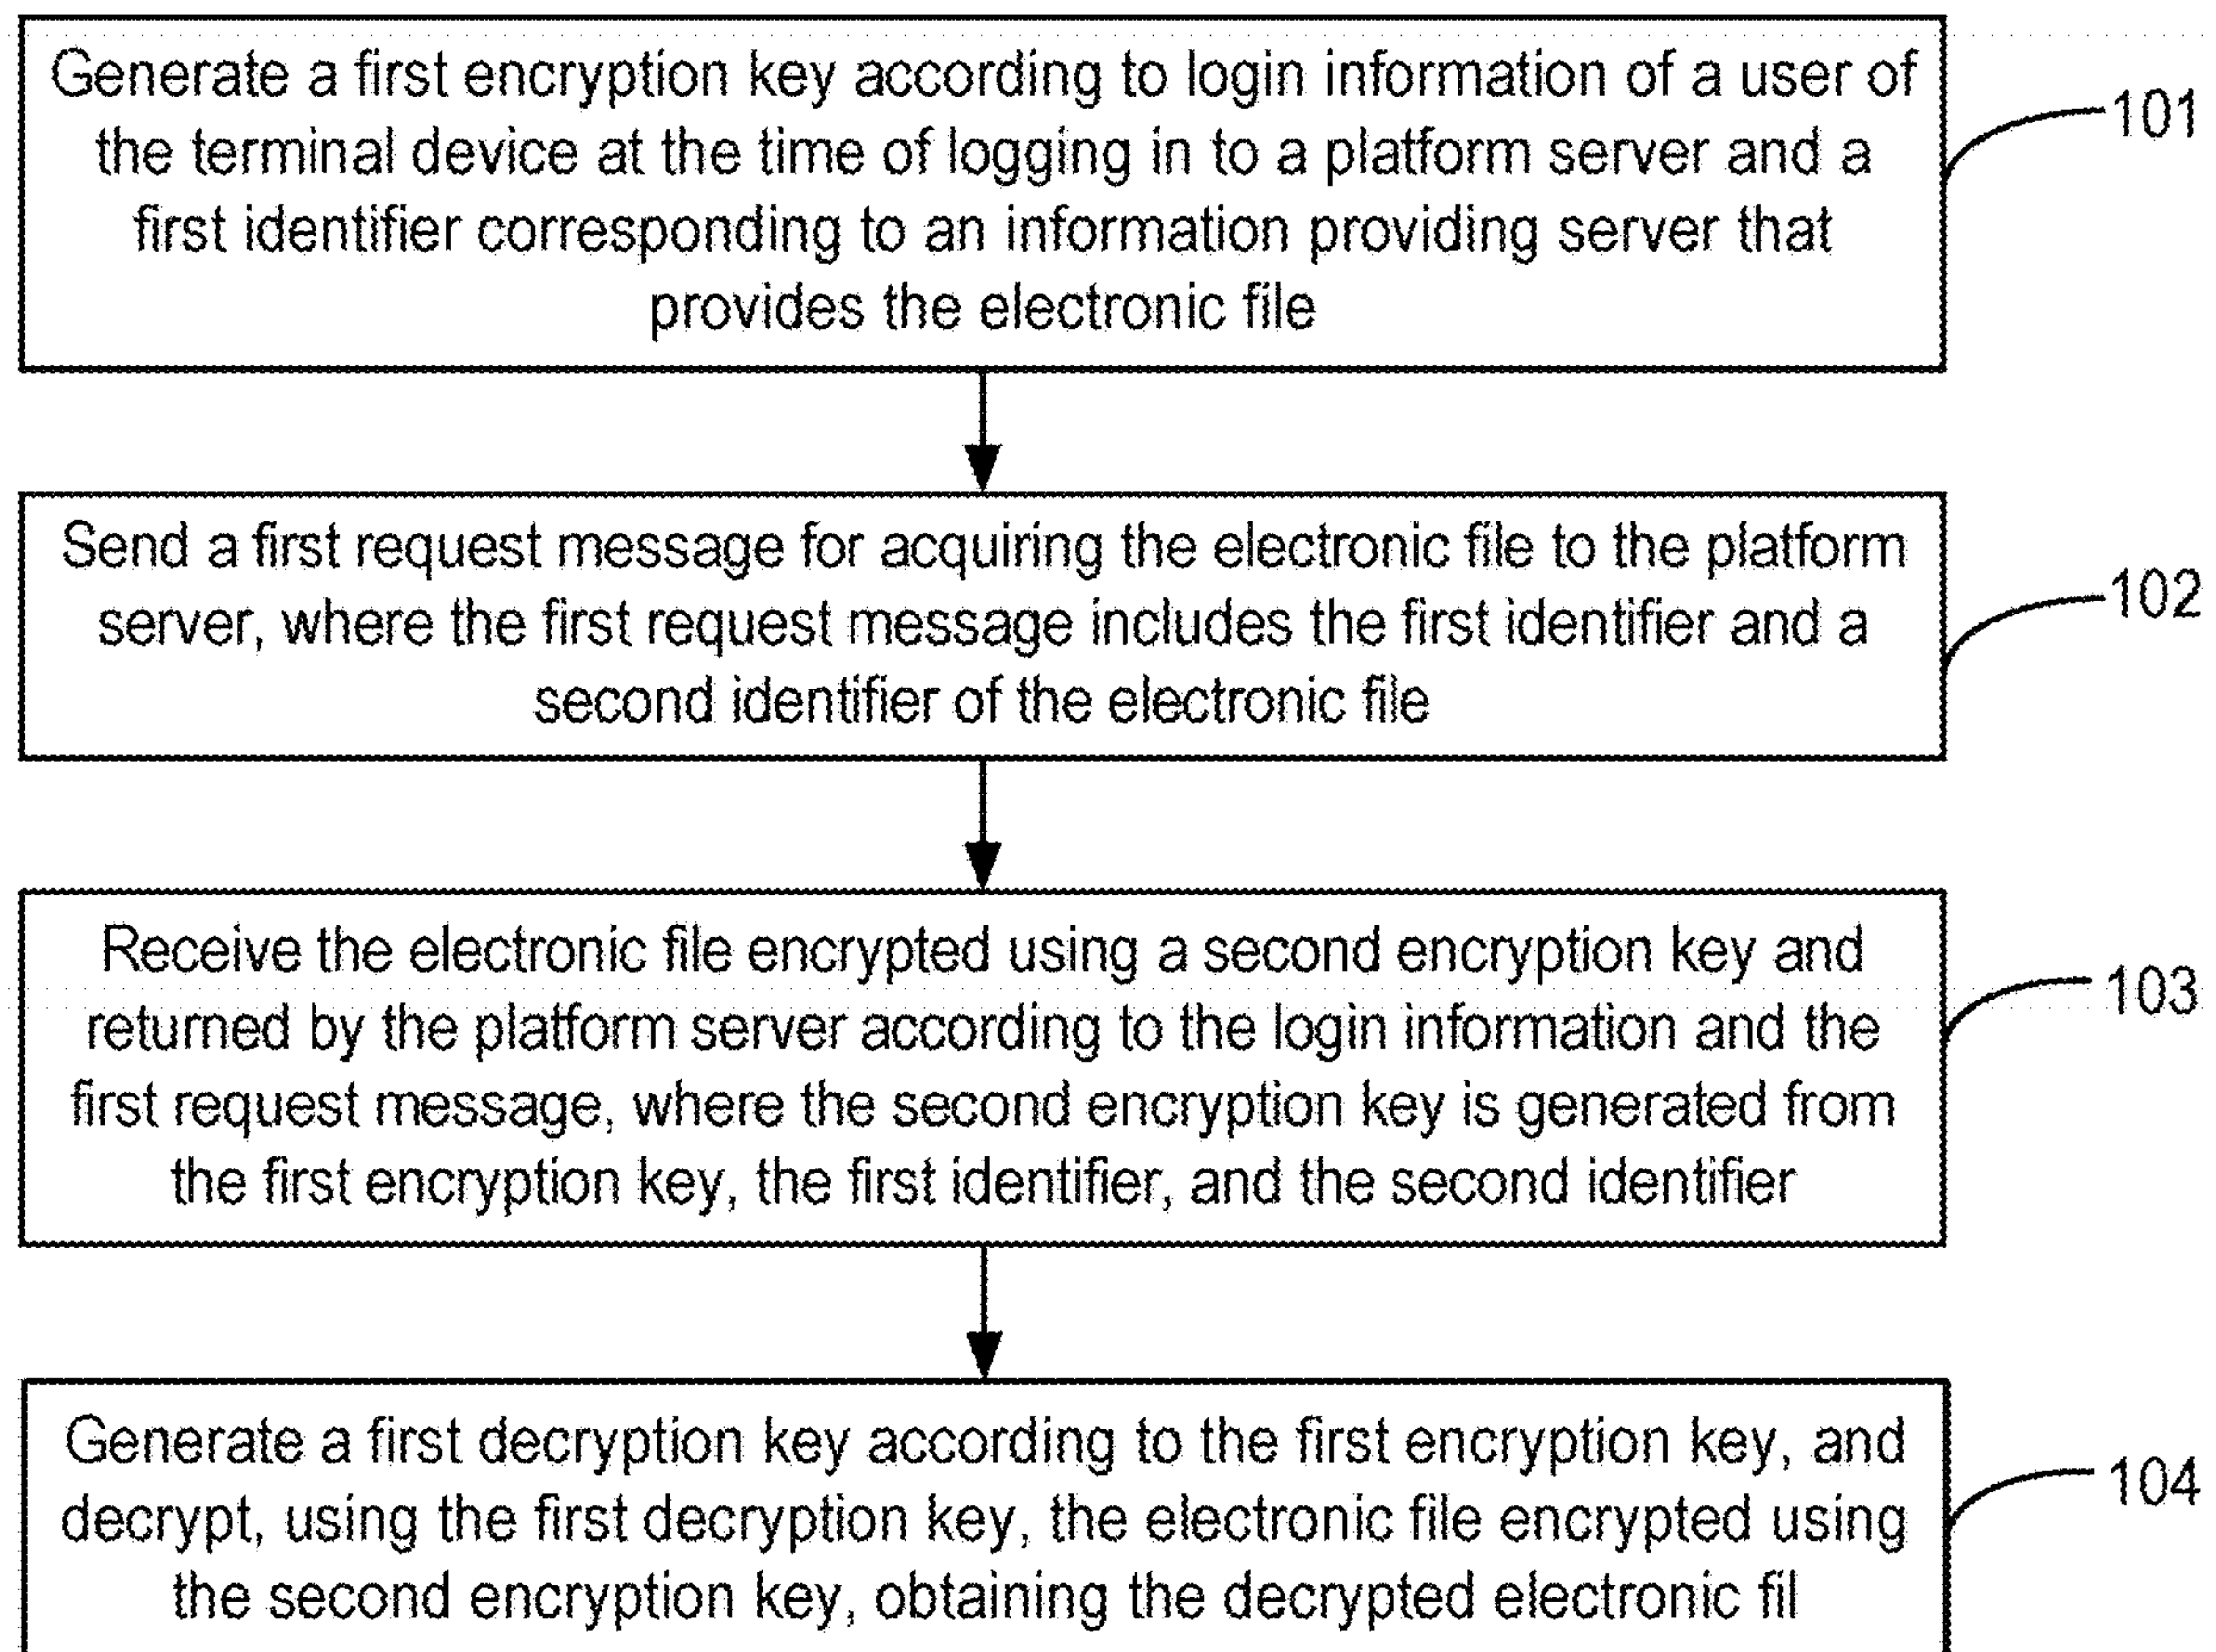 Generate a first encryption key according to login information of a user of
the terminal device at the time of logging in to a platform server and a
first identifier corresponding to an information providing server that
provides the electronic file
101
Send a first request message for acquiring the electronic file to the platform
server, where the first request message includes the first identifier and a
second identifier of the electronic file
102
Receive the electronic file encrypted using a second encryption key and
returned by the platform server according to the login information and the
first request message, where the second encryption key is generated from
the first encryption key, the first identifier, and the second identifier
103
Generate a first decryption key according to the first encryption key, and
decrypt, using the first decryption key, the electronic file encrypted using
the second encryption key, obtaining the decrypted electronic fil
104